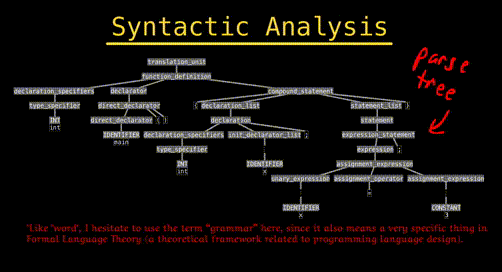 Syntactic Analysis
translation_unit
function_definition
declaration_specifiers declarator compound_statement
type_specifier direct_declarator { declaration_list statement_list }
INT direct_declarator ( ) declaration statement
int IDENTIFIER declaration_specifiers init_declarator_list ; expression_statement
main type_specifier expression ;
INT IDENTIFIER assignment_expression
int x unary_expression assignment_operator assignment_expression
=
IDENTIFIER CONSTANT
x 3
parse
tree
"Like 'word', I hesitate to use the term "grammar" here, since it also means a very specific thing in
Formal Language Theory (a theoretical framework related to programming language design).